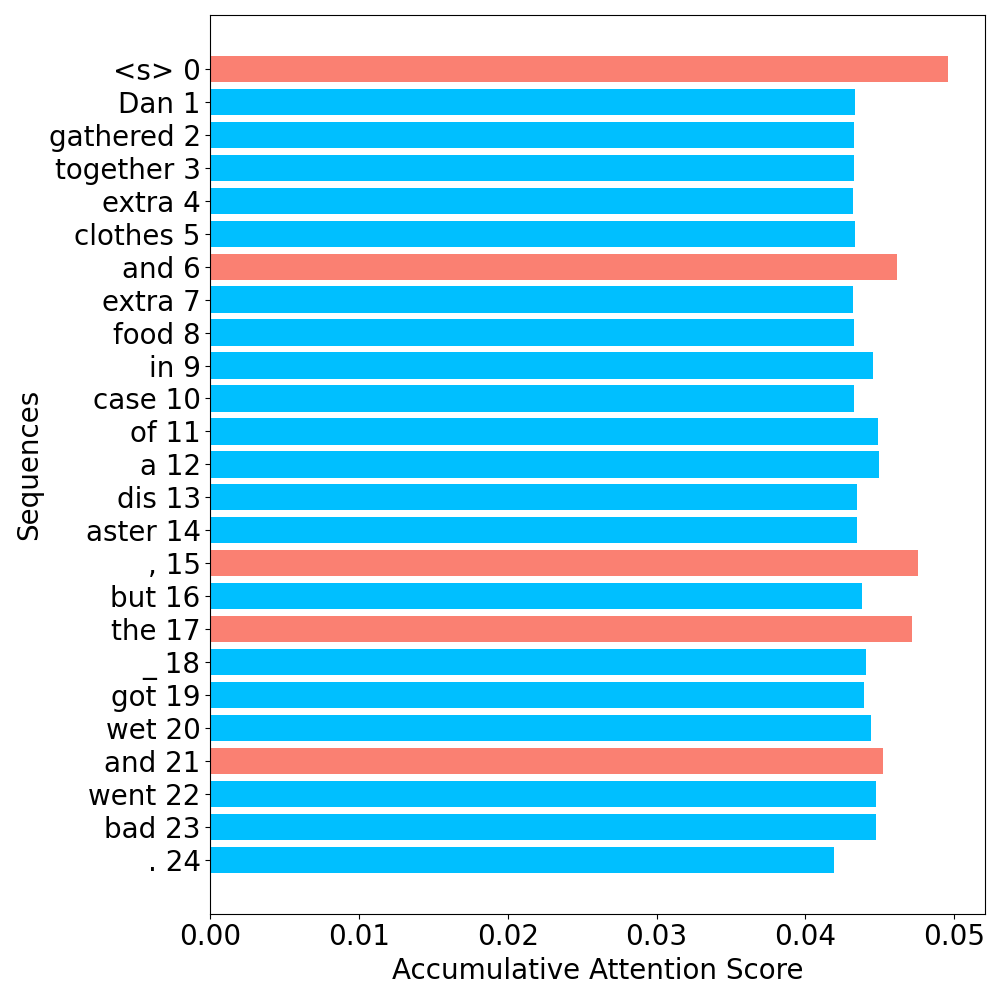 <s> 0
Dan 1
gathered 2
together 3
extra 4
clothes 5
and 6
extra 7
food 8
in 9
case 10
of 11
a 12
dis 13
aster 14
, 15
but 16
the 17
_ 18
got 19
wet 20
and 21
went 22
bad 23
. 24
Sequences
0.00 0.01 0.02 0.03 0.04 0.05
Accumulative Attention Score